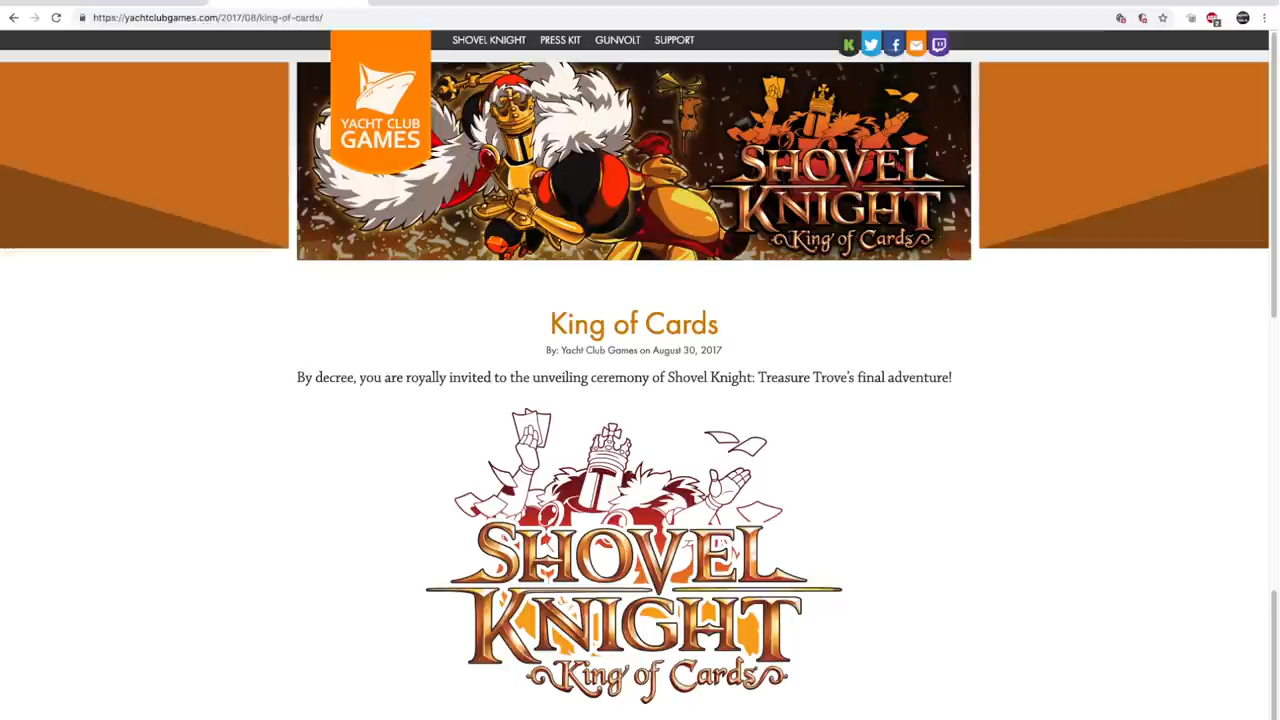 https://yachtclubgames.com/2017/08/king-of-cards/
SHOVEL KNIGHT PRESS KIT GUNVOLT SUPPORT
YACHT CLUB
GAMES
SHOVEL
KNIGHT
King of Cards
King of Cards
By: Yacht Club Games on August 30, 2017
By decree, you are royally invited to the unveiling ceremony of Shovel Knight: Treasure Trove's final adventure!
SHOVEL
KNIGHT
King of Cards